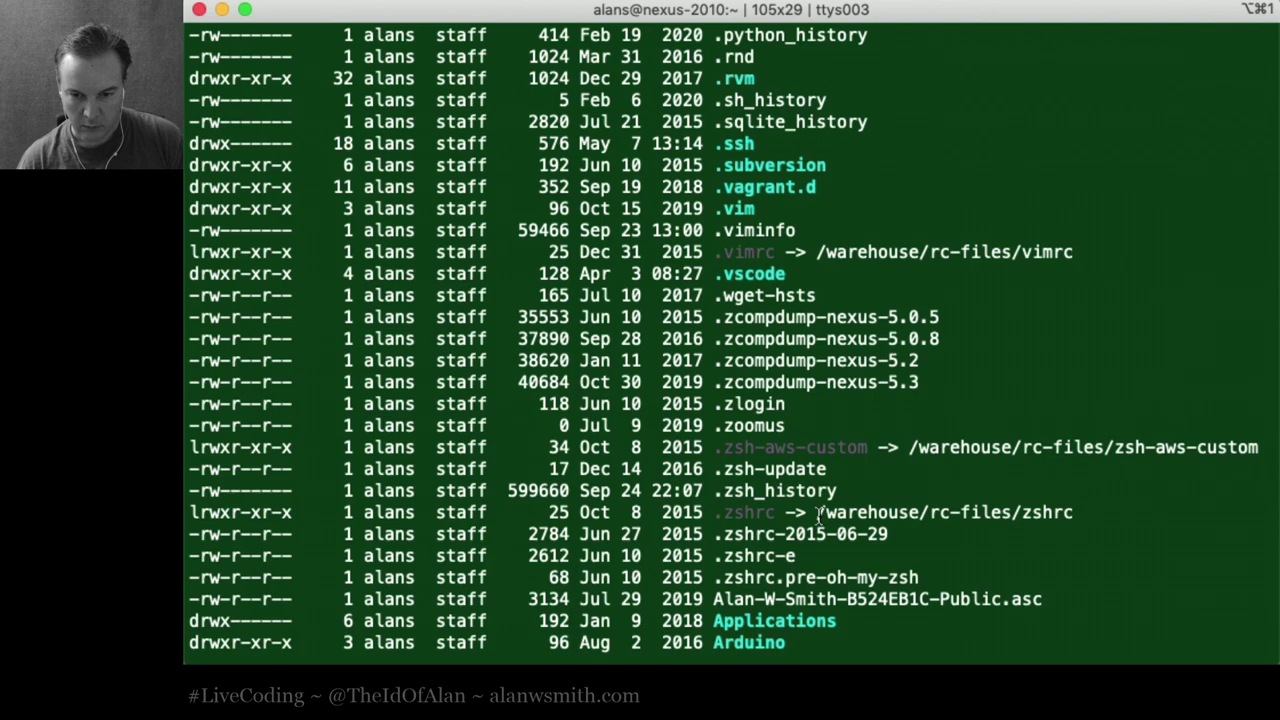 alans@nexus-2010:~ | 105x29 | ttys003 ⌥⌘1
-rw------- 1 alans staff 414 Feb 19 2020 .python_history
-rw------- 1 alans staff 1024 Mar 31 2016 .rnd
drwxr-xr-x 32 alans staff 1024 Dec 29 2017 .rvm
-rw------- 1 alans staff 5 Feb 6 2020 .sh_history
-rw------- 1 alans staff 2820 Jul 21 2015 .sqlite_history
drwx------ 18 alans staff 576 May 7 13:14 .ssh
drwxr-xr-x 6 alans staff 192 Jun 10 2015 .subversion
drwxr-xr-x 11 alans staff 352 Sep 19 2018 .vagrant.d
drwxr-xr-x 3 alans staff 96 Oct 15 2019 .vim
-rw------- 1 alans staff 59466 Sep 23 13:00 .viminfo
lrwxr-xr-x 1 alans staff 25 Dec 31 2015 .vimrc -> /warehouse/rc-files/vimrc
drwxr-xr-x 4 alans staff 128 Apr 3 08:27 .vscode
-rw-r--r-- 1 alans staff 165 Jul 10 2017 .wget-hsts
-rw-r--r-- 1 alans staff 35553 Jun 10 2015 .zcompdump-nexus-5.0.5
-rw-r--r-- 1 alans staff 37890 Sep 28 2016 .zcompdump-nexus-5.0.8
-rw-r--r-- 1 alans staff 38620 Jan 11 2017 .zcompdump-nexus-5.2
-rw-r--r-- 1 alans staff 40684 Oct 30 2019 .zcompdump-nexus-5.3
-rw-r--r-- 1 alans staff 118 Jun 10 2015 .zlogin
-rw-r--r-- 1 alans staff 0 Jul 9 2019 .zoomus
lrwxr-xr-x 1 alans staff 34 Oct 8 2015 .zsh-aws-custom -> /warehouse/rc-files/zsh-aws-custom
-rw-r--r-- 1 alans staff 17 Dec 14 2016 .zsh-update
-rw------- 1 alans staff 599660 Sep 24 22:07 .zsh_history
lrwxr-xr-x 1 alans staff 25 Oct 8 2015 .zshrc -> /warehouse/rc-files/zshrc
-rw-r--r-- 1 alans staff 2784 Jun 27 2015 .zshrc-2015-06-29
-rw-r--r-- 1 alans staff 2612 Jun 10 2015 .zshrc-e
-rw-r--r-- 1 alans staff 68 Jun 10 2015 .zshrc.pre-oh-my-zsh
-rw-r--r-- 1 alans staff 3134 Jul 29 2019 Alan-W-Smith-B524EB1C-Public.asc
drwx------ 6 alans staff 192 Jan 9 2018 Applications
drwxr-xr-x 3 alans staff 96 Aug 2 2016 Arduino
#LiveCoding ~ @TheIdOfAlan ~ alanwsmith.com